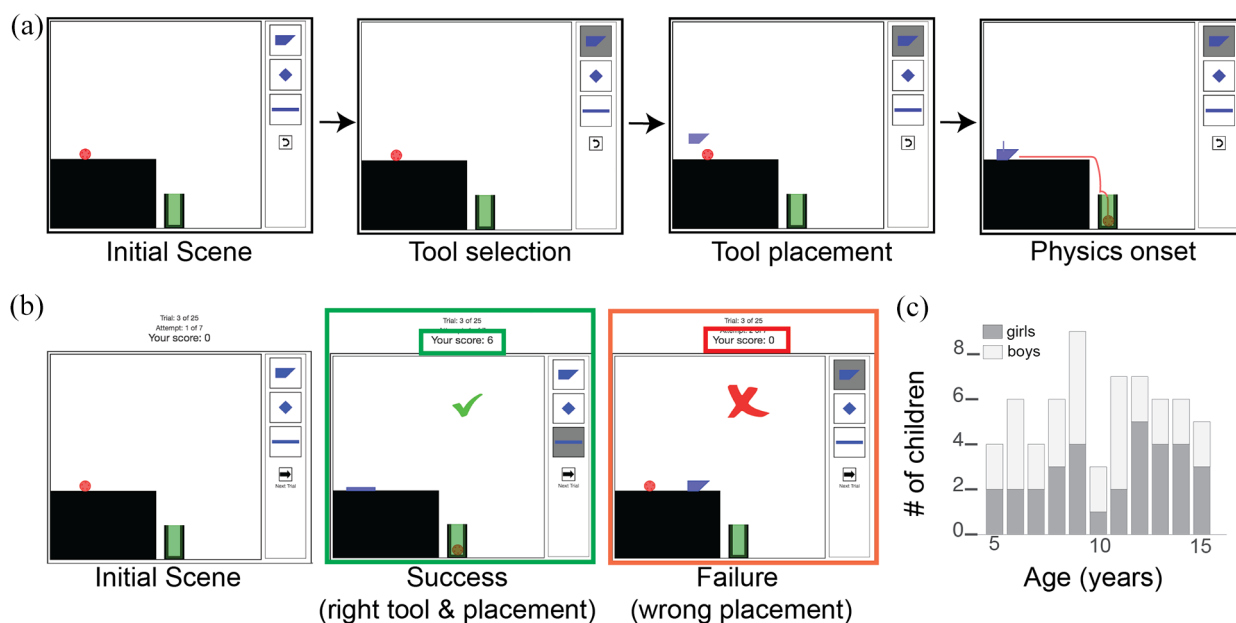 (a)
Initial Scene
Tool selection
Tool placement
Physics onset
(b)
Trial: 3 of 25
Attempt: 1 of 7
Your score: 0
Trial: 3 of 25
Your score: 6
Trial: 3 of 25
Your score: 0
Next Trial
Next Trial
Initial Scene
Success
(right tool & placement)
Failure
(wrong placement)
(c)
girls
boys
8
6
4
2
0
5
10
15
# of children
Age (years)